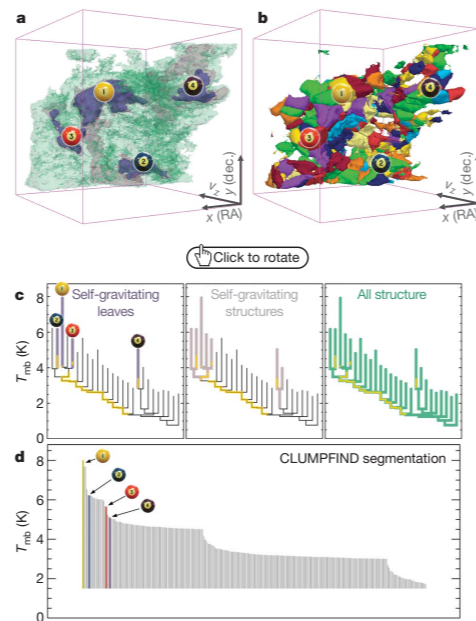 a
b
1
4
3
2
v_z
y (dec.)
x (RA)
1
4
3
2
v_z
y (dec.)
x (RA)
Click to rotate
c
8
6
4
2
0
T_mb (K)
1
2
3
4
Self-gravitating
leaves
Self-gravitating
structures
All structure
d
8
6
4
2
0
T_mb (K)
CLUMPFIND segmentation
1
2
3
4